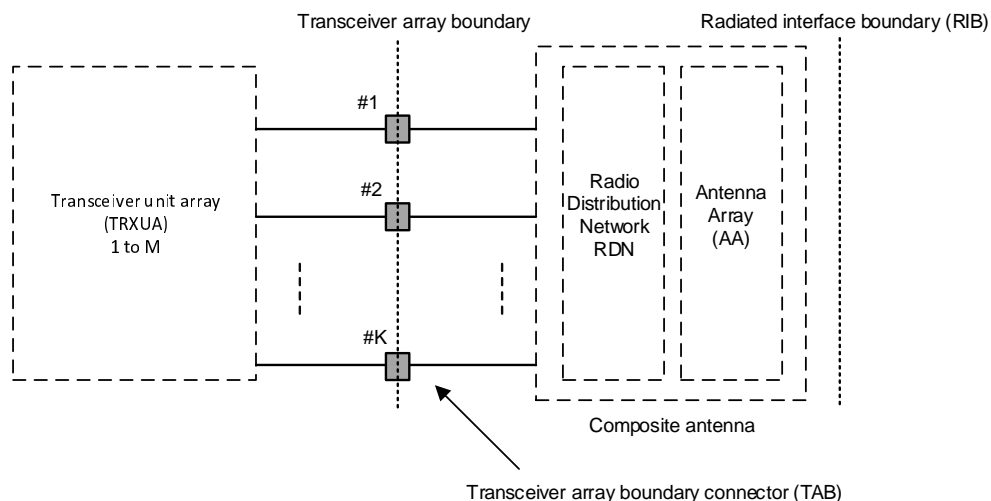 Transceiver array boundary
Radiated interface boundary (RIB)
#1
#2
#K
Transceiver unit array
(TRXUA)
1 to M
Radio
Distribution
Network
RDN
Antenna
Array
(AA)
Composite antenna
Transceiver array boundary connector (TAB)